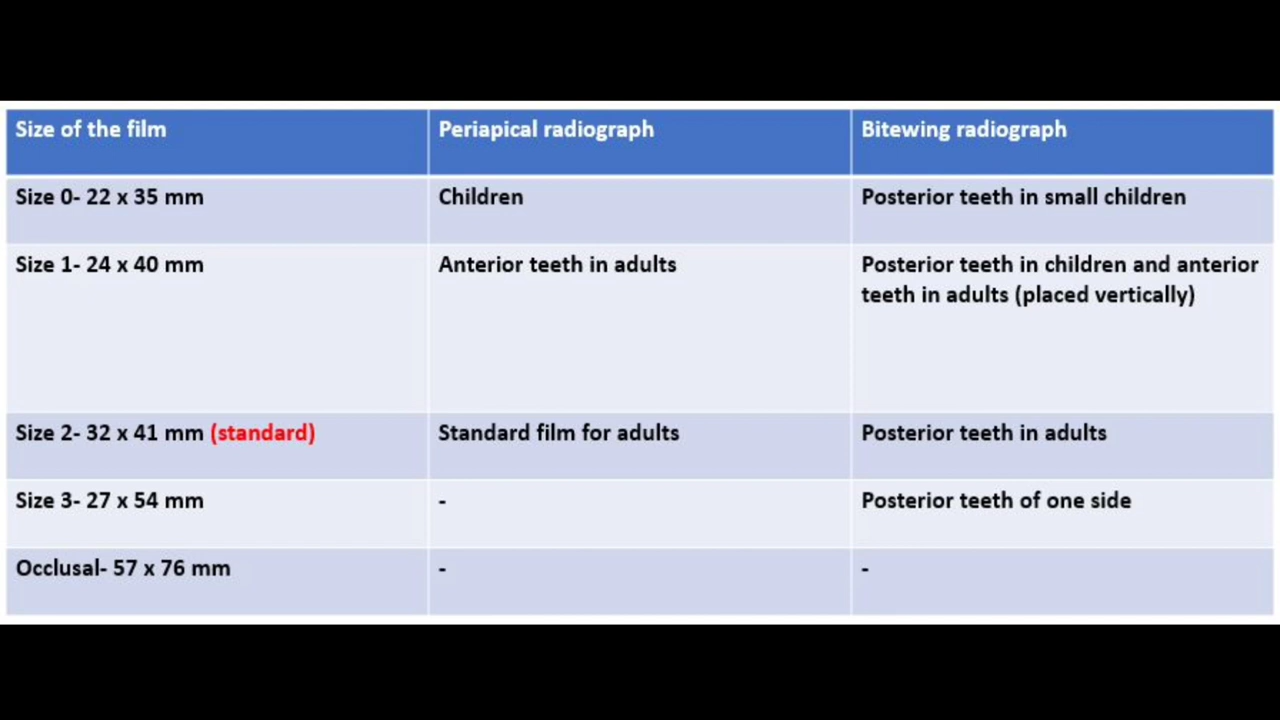 Size of the film Periapical radiograph Bitewing radiograph
Size 0- 22 x 35 mm Children Posterior teeth in small children
Size 1- 24 x 40 mm Anterior teeth in adults Posterior teeth in children and anterior
teeth in adults (placed vertically)
Size 2- 32 x 41 mm (standard) Standard film for adults Posterior teeth in adults
Size 3- 27 x 54 mm - Posterior teeth of one side
Occlusal- 57 x 76 mm - -